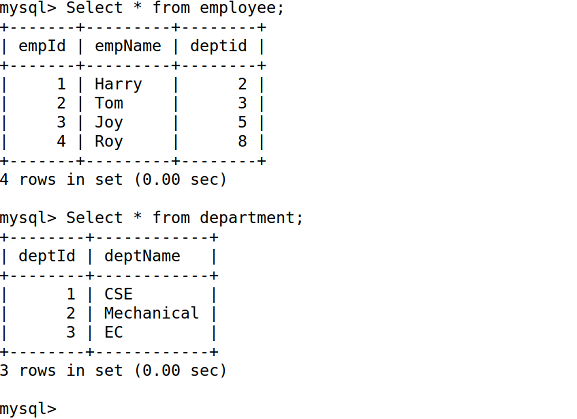 mysql> Select * from employee;
+-------+---------+--------+
| empId | empName | deptid |
+-------+---------+--------+
|     1 | Harry   |      2 |
|     2 | Tom     |      3 |
|     3 | Joy     |      5 |
|     4 | Roy     |      8 |
+-------+---------+--------+
4 rows in set (0.00 sec)

mysql> Select * from department;
+--------+------------+
| deptId | deptName   |
+--------+------------+
|      1 | CSE        |
|      2 | Mechanical |
|      3 | EC         |
+--------+------------+
3 rows in set (0.00 sec)

mysql>